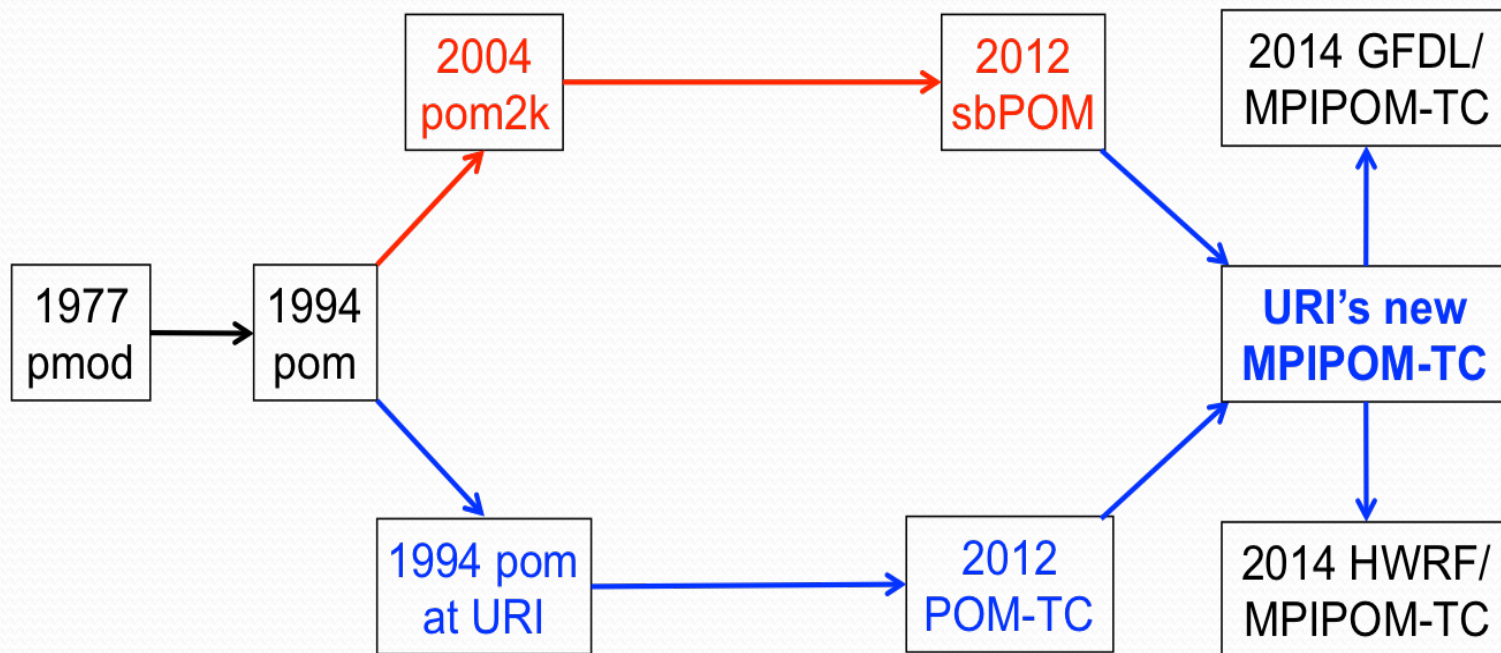 2004
pom2k
2012
sbPOM
2014 GFDL/
MPIPOM-TC
1977
pmod
1994
pom
URI’s new
MPIPOM-TC
1994 pom
at URI
2012
POM-TC
2014 HWRF/
MPIPOM-TC